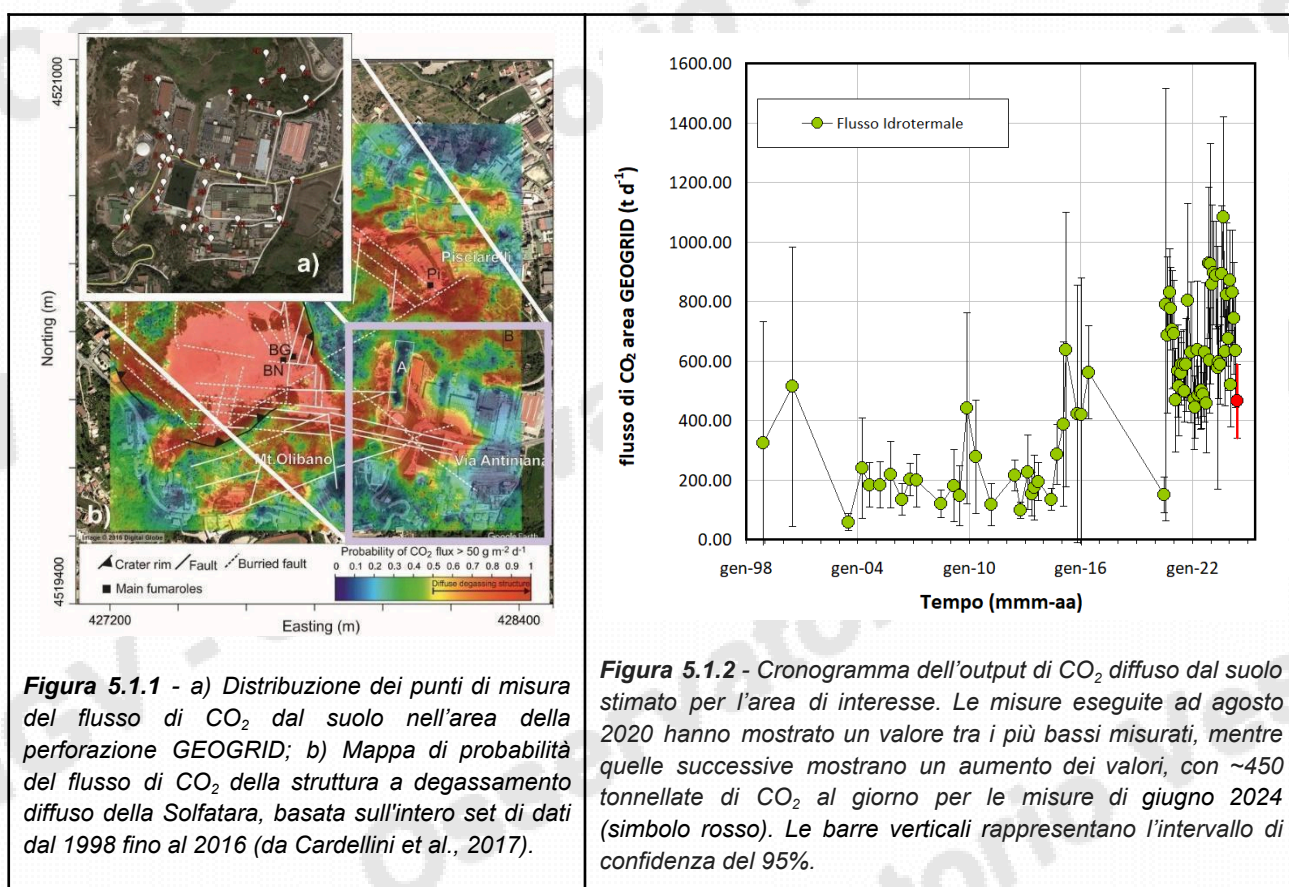 a)
Pisciarelli
Pi
BG
BN
A
B
Mt.Olibano
Via Antiniana
b)
Image © 2016 Digital Globe
Google Earth
Crater rim
Fault
Burried fault
Main fumaroles
Probability of CO₂ flux > 50 g m⁻² d⁻¹
0 0.1 0.2 0.3 0.4 0.5 0.6 0.7 0.8 0.9 1
Diffuse degassing structure
4521000
Norting (m)
4519400
427200
Easting (m)
428400
Figura 5.1.1 - a) Distribuzione dei punti di misura
del flusso di CO₂ dal suolo nell'area della
perforazione GEOGRID; b) Mappa di probabilità
del flusso di CO₂ della struttura a degassamento
diffuso della Solfatara, basata sull'intero set di dati
dal 1998 fino al 2016 (da Cardellini et al., 2017).
flusso di CO₂ area GEOGRID (t d⁻¹)
1600.00
1400.00
1200.00
1000.00
800.00
600.00
400.00
200.00
0.00
Flusso Idrotermale
gen-98
gen-04
gen-10
gen-16
gen-22
Tempo (mmm-aa)
Figura 5.1.2 - Cronogramma dell'output di CO₂ diffuso dal suolo
stimato per l'area di interesse. Le misure eseguite ad agosto
2020 hanno mostrato un valore tra i più bassi misurati, mentre
quelle successive mostrano un aumento dei valori, con ~450
tonnellate di CO₂ al giorno per le misure di giugno 2024
(simbolo rosso). Le barre verticali rappresentano l'intervallo di
confidenza del 95%.